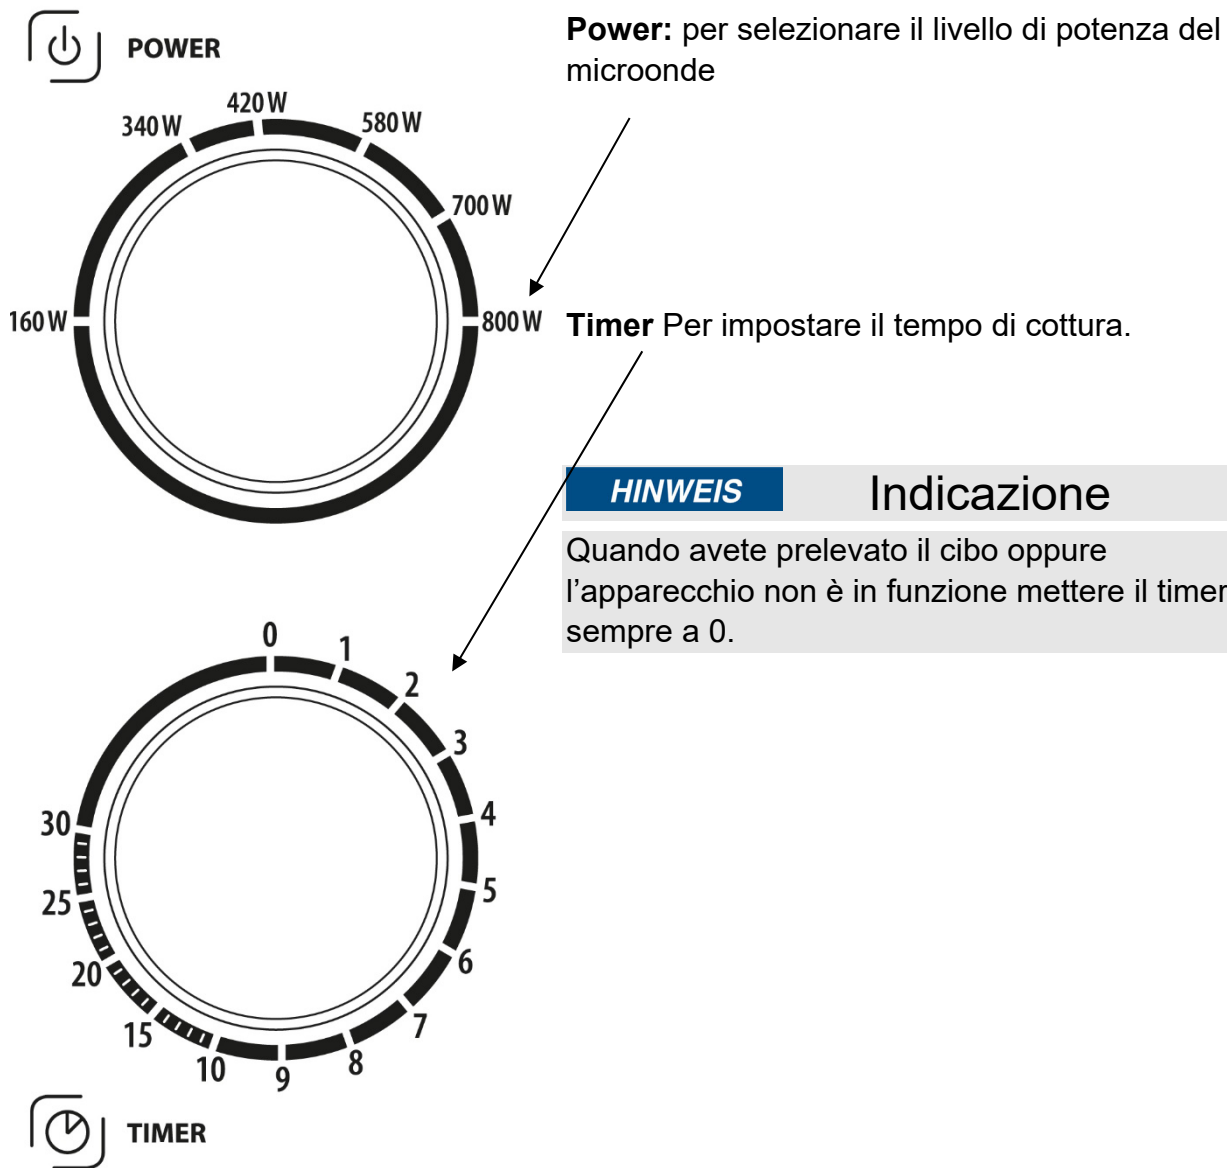 POWER
Power: per selezionare il livello di potenza del
microonde
420 W
340 W
580 W
700 W
160 W
800 W
Timer Per impostare il tempo di cottura.
HINWEIS Indicazione
Quando avete prelevato il cibo oppure
l’apparecchio non è in funzione mettere il timer
sempre a 0.
0
1
2
3
4
5
6
7
8
9
10
15
20
25
30
TIMER